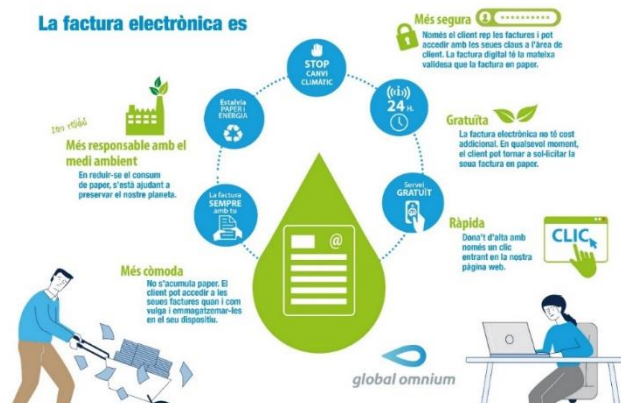 La factura electrònica es
Més segura
Només el client rep les factures i pot
accedir amb les seues claus a l'àrea de
client. La factura digital té la mateixa
validesa que la factura en paper.
STOP
CANVI
CLIMÀTIC
Estalvia
PAPER i
ENERGIA
24 H.
Gratuïta
La factura electrònica no té cost
addicional. En qualsevol moment,
el client pot tornar a sol·licitar la
seua factura en paper.
Més responsable amb el
medi ambient
En reduir-se el consum
de paper, s'està ajudant a
preservar el nostre planeta.
La factura
SEMPRE
amb tu
Servei
GRATUÏT
@
Ràpida
Dona't d'alta amb
només un clic
entrant en la nostra
pàgina web.
CLIC
Més còmoda
No s'acumula paper. El
client pot accedir a les
seues factures quan i com
vulga i emmagatzemar-les
en el seu dispositiu.
global omnium